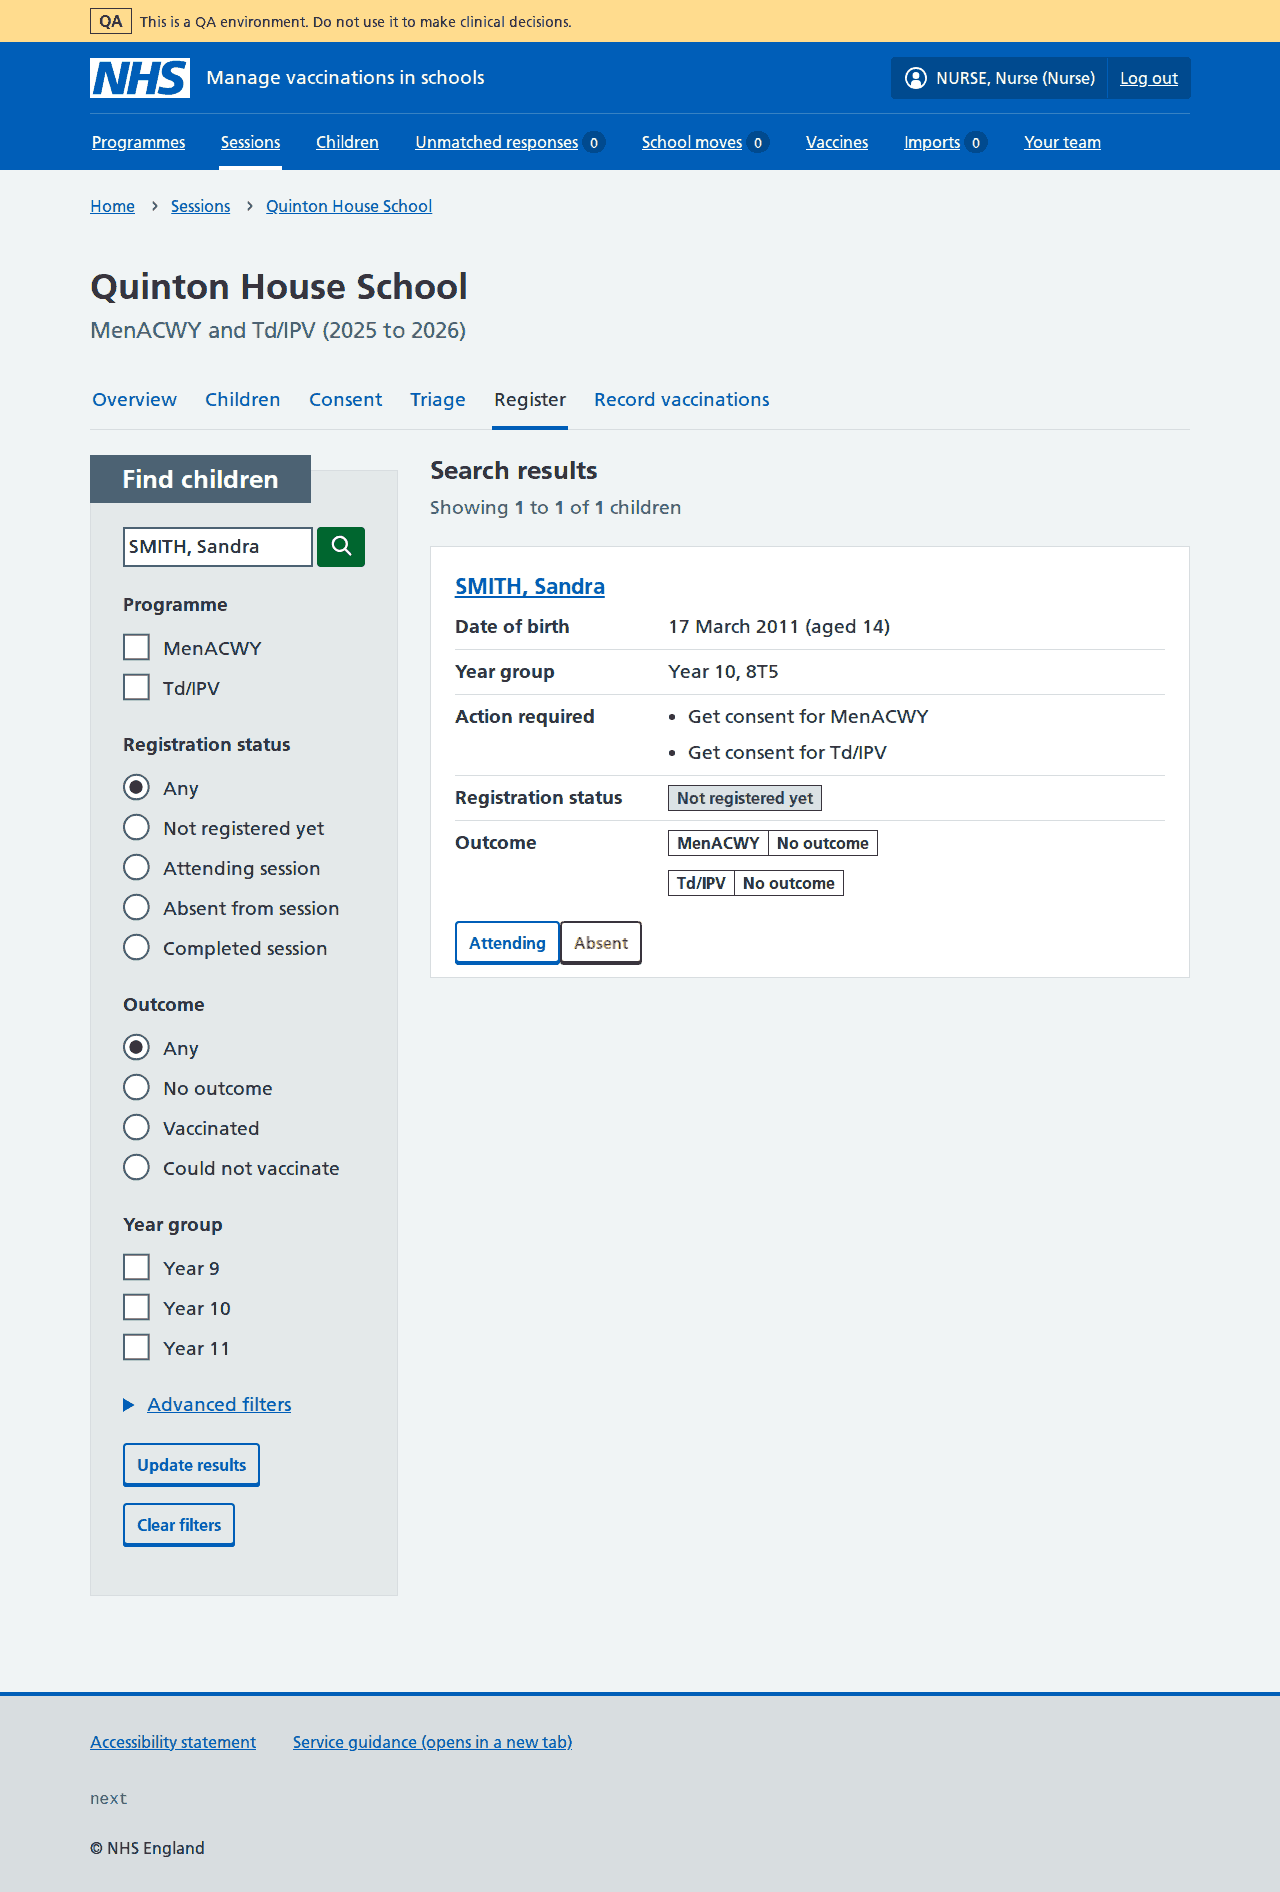 QA This is a QA environment. Do not use it to make clinical decisions.
NHS Manage vaccinations in schools NURSE, Nurse (Nurse) Log out
Programmes Sessions Children Unmatched responses 0 School moves 0 Vaccines Imports 0 Your team
Home Sessions Quinton House School
Quinton House School
MenACWY and Td/IPV (2025 to 2026)
Overview Children Consent Triage Register Record vaccinations
Find children
SMITH, Sandra
Programme
MenACWY
Td/IPV
Registration status
Any
Not registered yet
Attending session
Absent from session
Completed session
Outcome
Any
No outcome
Vaccinated
Could not vaccinate
Year group
Year 9
Year 10
Year 11
Advanced filters
Update results
Clear filters
Search results
Showing 1 to 1 of 1 children
SMITH, Sandra
Date of birth 17 March 2011 (aged 14)
Year group Year 10, 8T5
Action required • Get consent for MenACWY
• Get consent for Td/IPV
Registration status Not registered yet
Outcome MenACWY No outcome
Td/IPV No outcome
Attending Absent
Accessibility statement Service guidance (opens in a new tab)
next
© NHS England